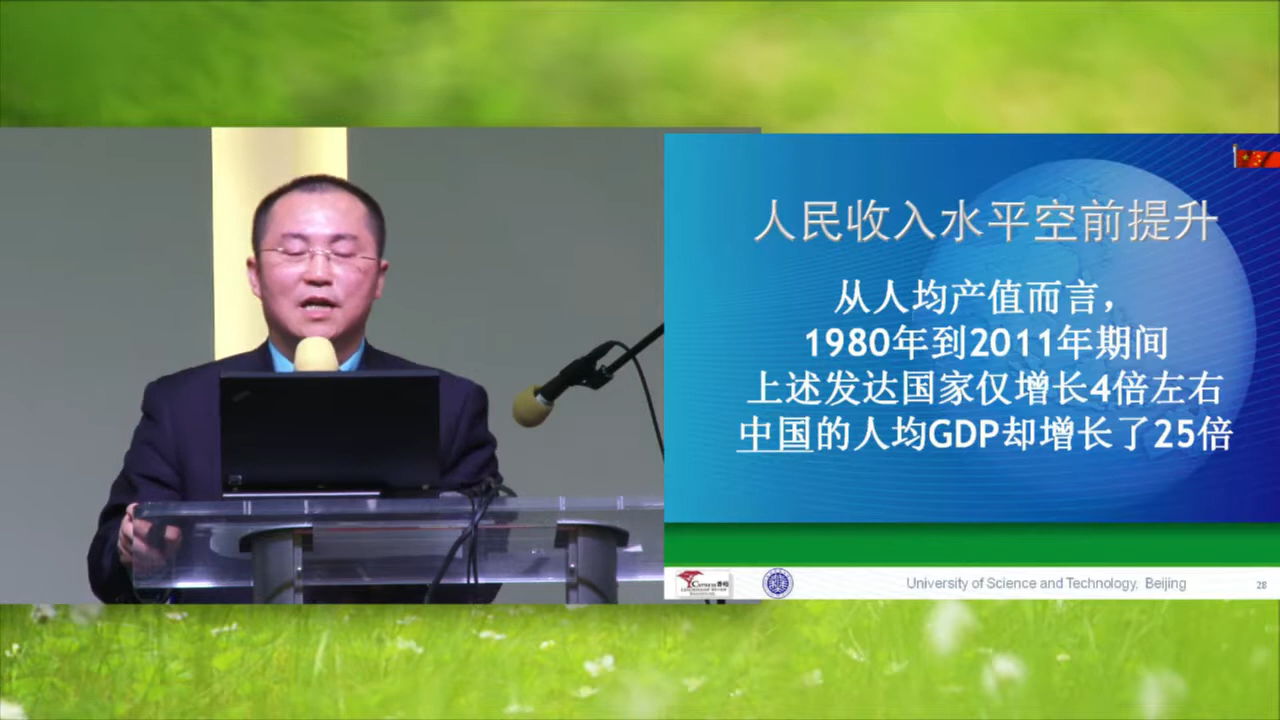 人民收入水平空前提升
从人均产值而言，
1980年到2011年期间
上述发达国家仅增长4倍左右
中国的人均GDP却增长了25倍
University of Science and Technology, Beijing
28